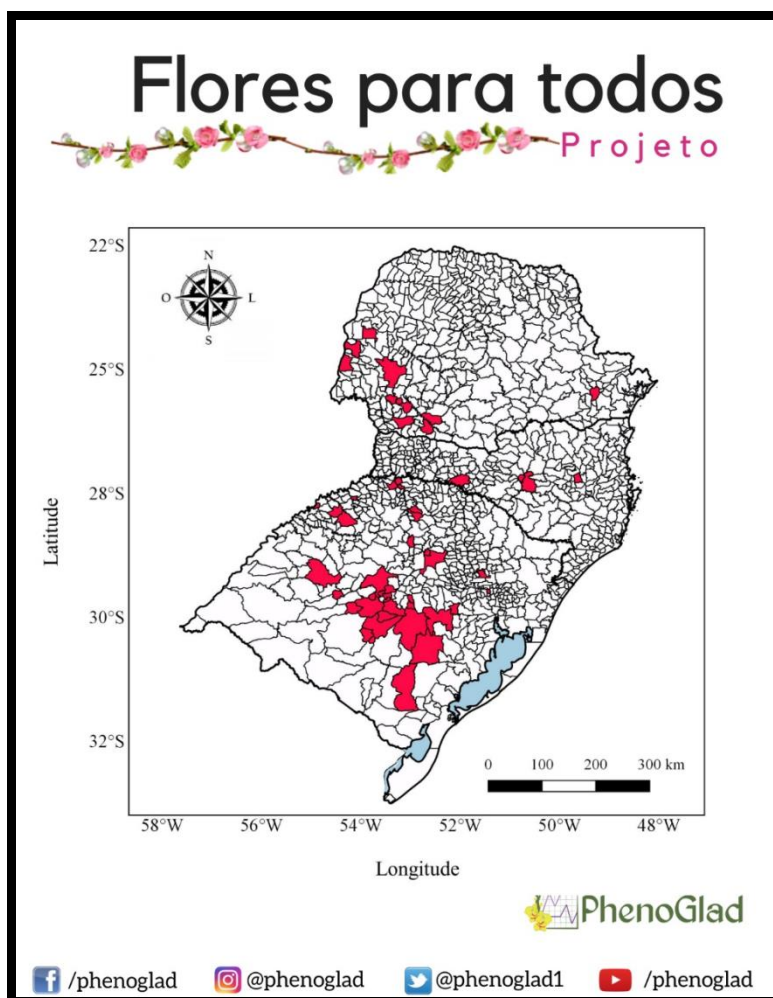 Flores para todos
Projeto
22°S
25°S
28°S
30°S
32°S
Latitude
N
O
L
S
0 100 200 300 km
58°W 56°W 54°W 52°W 50°W 48°W
Longitude
PhenoGlad
/phenoglad @phenoglad @phenoglad1 /phenoglad